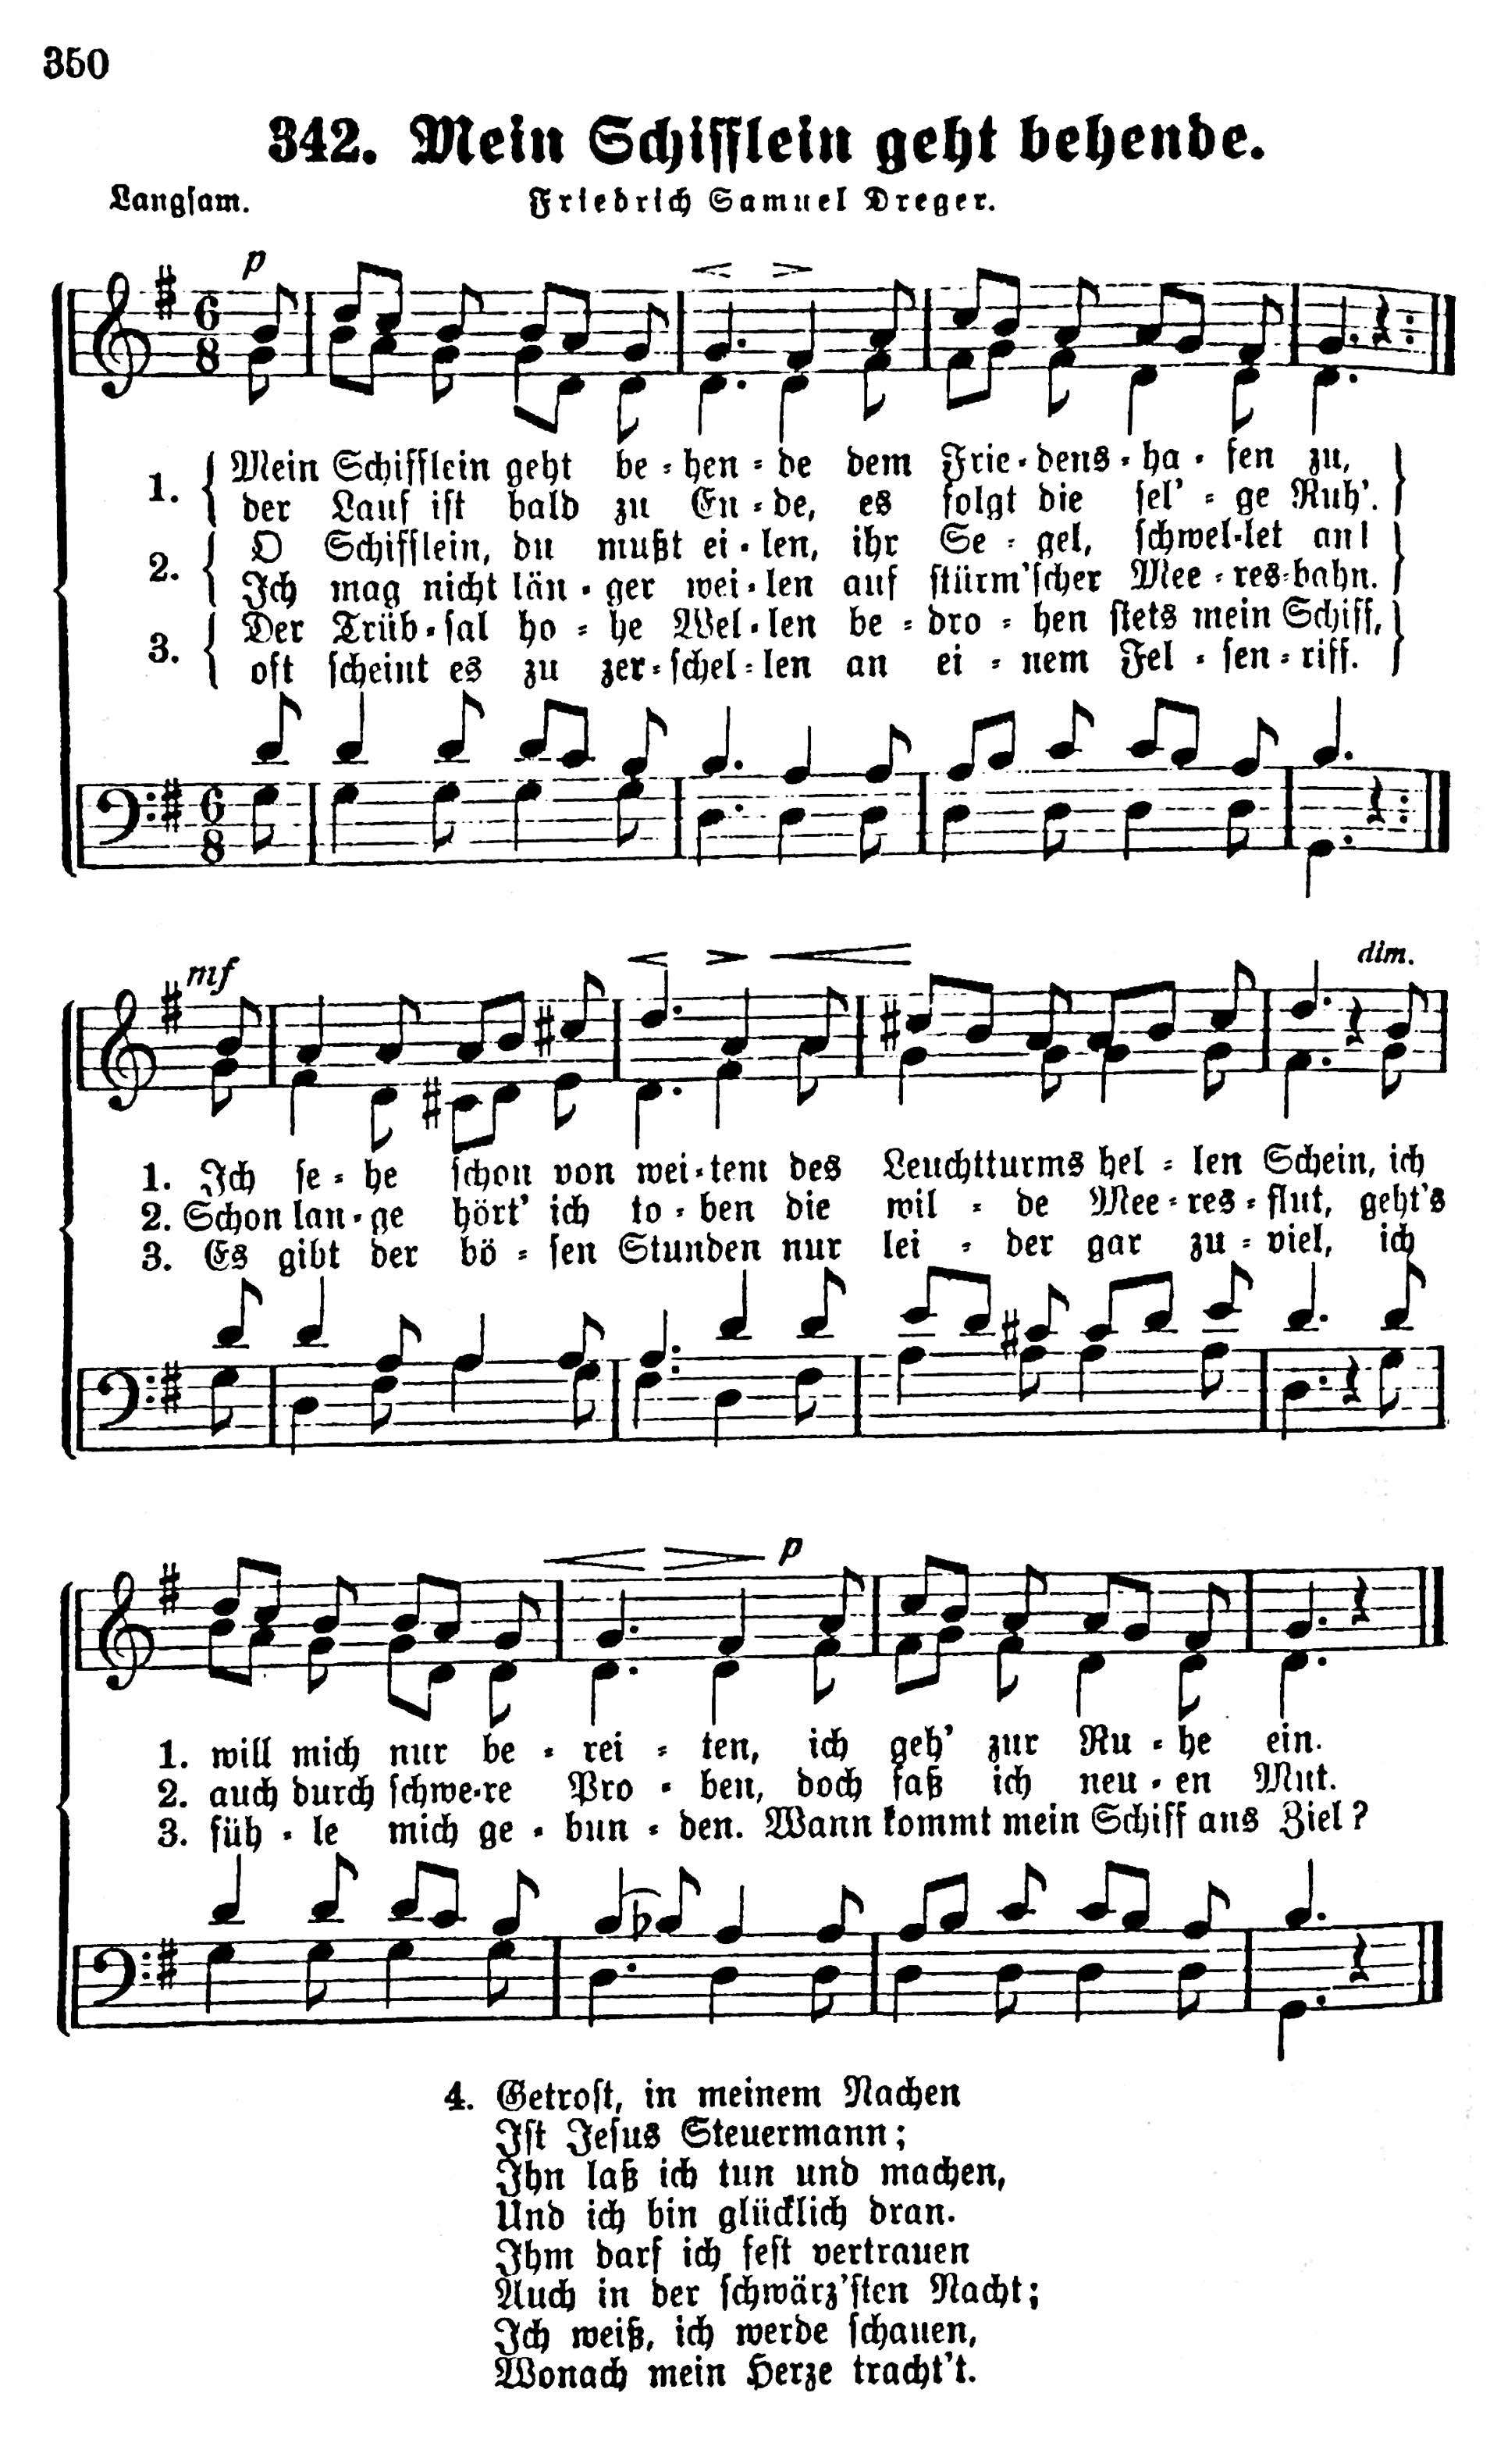 350
342. Mein Schifflein geht behende.
Langsam.
Friedrich Samuel Dreger.
p
6
8
1. Mein Schifflein geht be-hen-de dem Frie-dens-ha-fen zu,
der Lauf ist bald zu En-de, es folgt die sel'-ge Ruh'.
2. O Schifflein, du mußt ei-len, ihr Se-gel, schwel-let an!
Ich mag nicht län-ger wei-len auf stürm'scher Mee-res-bahn.
3. Der Trüb-sal ho-he Wel-len be-dro-hen stets mein Schiff,
oft scheint es zu zer-schel-len an ei-nem Fel-sen-riff.
6
8
mf
dim.
1. Ich se-he schon von wei-tem des Leuchtturms hel-len Schein, ich
2. Schon lan-ge hört' ich to-ben die wil-de Mee-res-flut, geht's
3. Es gibt der bö-sen Stunden nur lei-der gar zu-viel, ich
p
1. will mich nur be-rei-ten, ich geh' zur Ru-he ein.
2. auch durch schwe-re Pro-ben, doch faß ich neu-en Mut.
3. füh-le mich ge-bun-den. Wann kommt mein Schiff ans Ziel?
4. Getrost, in meinem Nachen
Ist Jesus Steuermann;
Ihn laß ich tun und machen,
Und ich bin glücklich dran.
Ihm darf ich fest vertrauen
Auch in der schwärz'sten Nacht;
Ich weiß, ich werde schauen,
Wonach mein Herze tracht't.